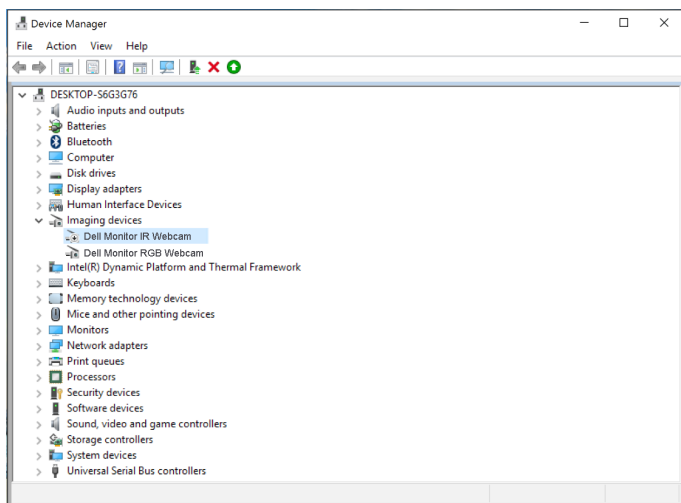 Device Manager
File Action View Help
DESKTOP-S6G3G76
Audio inputs and outputs
Batteries
Bluetooth
Computer
Disk drives
Display adapters
Human Interface Devices
Imaging devices
Dell Monitor IR Webcam
Dell Monitor RGB Webcam
Intel(R) Dynamic Platform and Thermal Framework
Keyboards
Memory technology devices
Mice and other pointing devices
Monitors
Network adapters
Print queues
Processors
Security devices
Software devices
Sound, video and game controllers
Storage controllers
System devices
Universal Serial Bus controllers